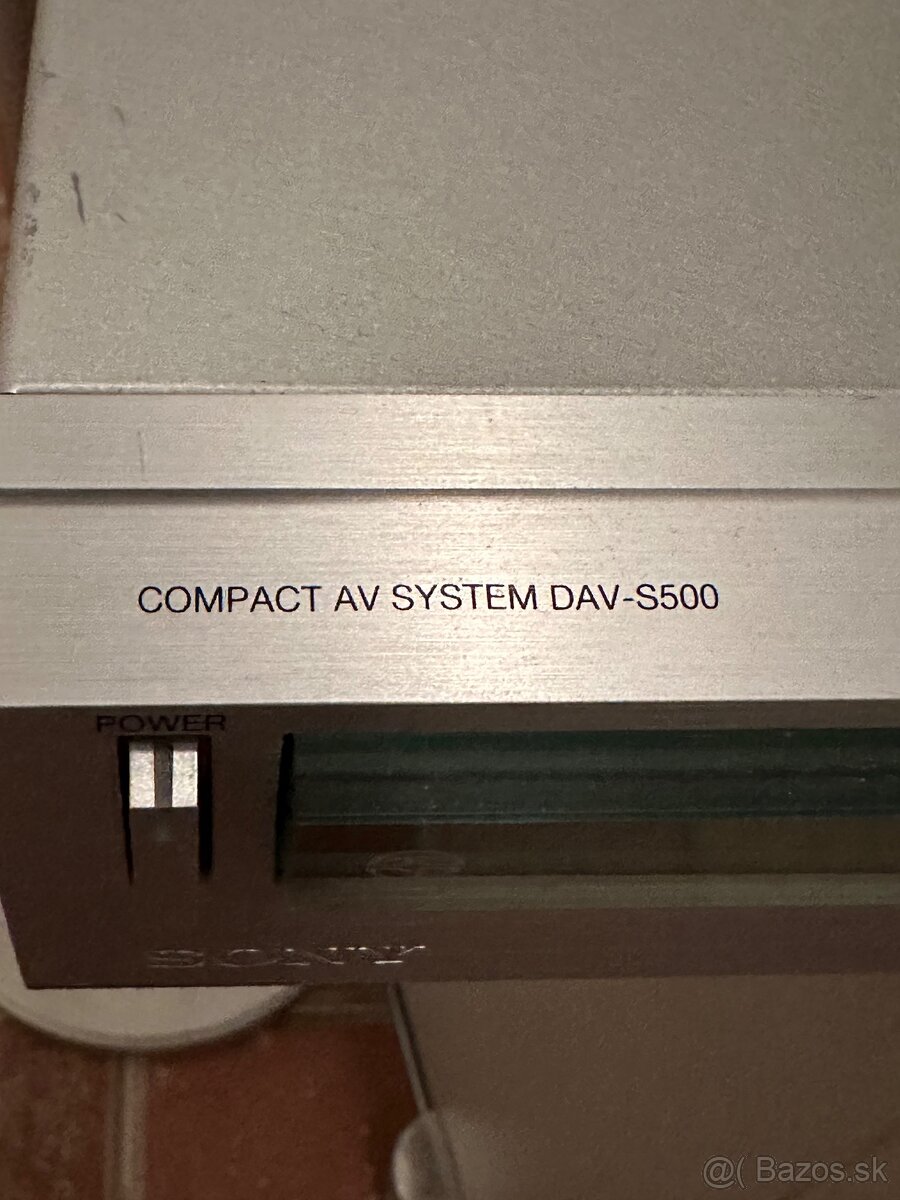 COMPACT AV SYSTEM DAV-S500
POWER
SONY
@( Bazos.sk